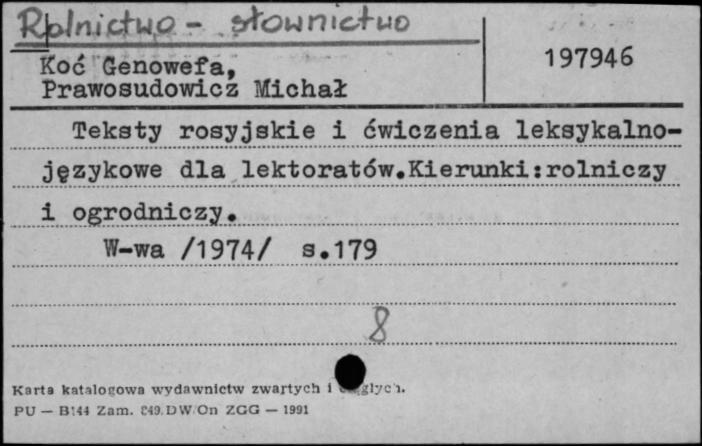 Rolnictwo - słownictwo
Koć Genowefa,
Prawosudowicz Michał
197946
Teksty rosyjskie i ćwiczenia leksykalno-
językowe dla lektoratów.Kierunki:rolniczy
i ogrodniczy.
W-wa /1974/ s.179
8
Karta katalogowa wydawnictw zwartych i
PU — B144 Zam. 849.DW/On ZGG — 1991